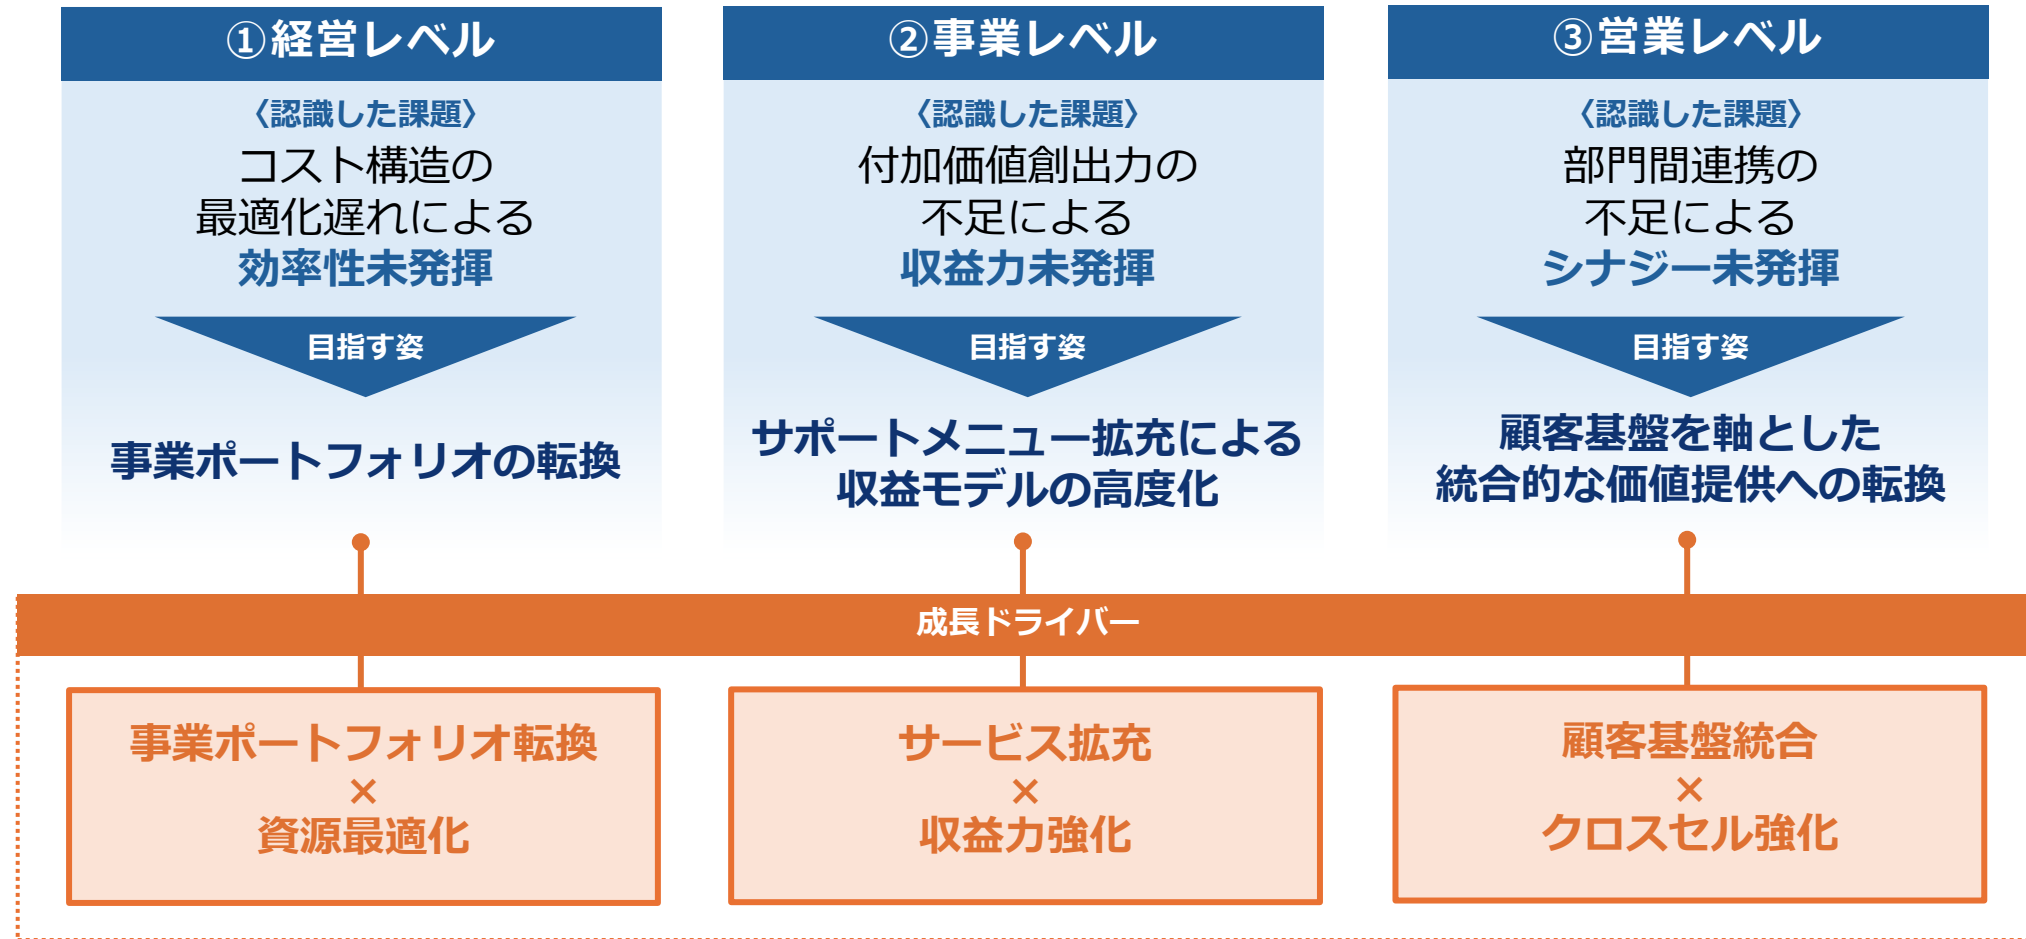 ①経営レベル
〈認識した課題〉
コスト構造の
最適化遅れによる
効率性未発揮
目指す姿
事業ポートフォリオの転換
②事業レベル
〈認識した課題〉
付加価値創出力の
不足による
収益力未発揮
目指す姿
サポートメニュー拡充による
収益モデルの高度化
③営業レベル
〈認識した課題〉
部門間連携の
不足による
シナジー未発揮
目指す姿
顧客基盤を軸とした
統合的な価値提供への転換
成長ドライバー
事業ポートフォリオ転換
×
資源最適化
サービス拡充
×
収益力強化
顧客基盤統合
×
クロスセル強化